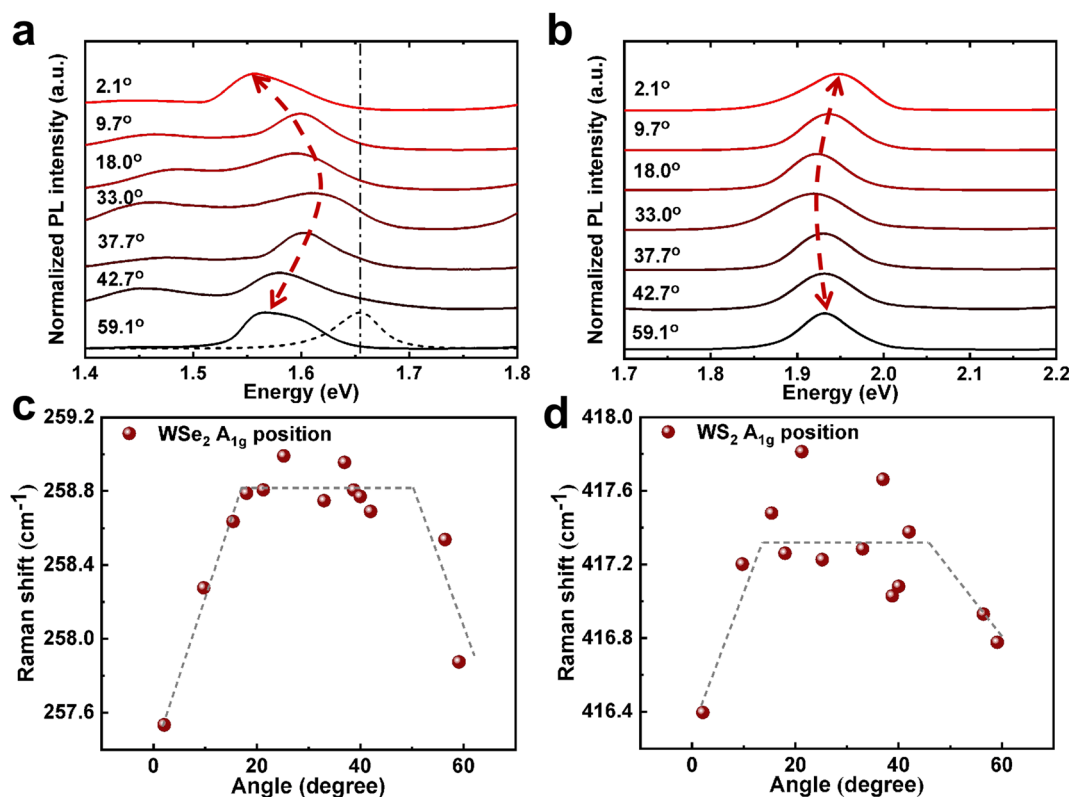 a
Normalized PL intensity (a.u.)
2.1°
9.7°
18.0°
33.0°
37.7°
42.7°
59.1°
1.4 1.5 1.6 1.7 1.8
Energy (eV)
b
Normalized PL intensity (a.u.)
2.1°
9.7°
18.0°
33.0°
37.7°
42.7°
59.1°
1.7 1.8 1.9 2.0 2.1 2.2
Energy (eV)
c
WSe₂ A₁g position
Raman shift (cm⁻¹)
259.2
258.8
258.4
258.0
257.6
0 20 40 60
Angle (degree)
d
WS₂ A₁g position
Raman shift (cm⁻¹)
418.0
417.6
417.2
416.8
416.4
0 20 40 60
Angle (degree)